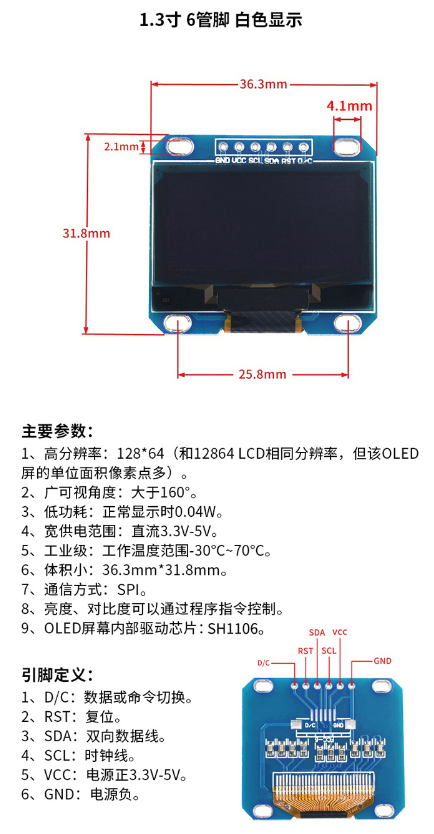 1.3寸 6管脚 白色显示
36.3mm
4.1mm
2.1mm
GND VCC SCL SDA RST D/C
31.8mm
25.8mm
主要参数：
1、高分辨率：128*64（和12864 LCD相同分辨率，但该OLED
屏的单位面积像素点多）。
2、广可视角度：大于160°。
3、低功耗：正常显示时0.04W。
4、宽供电范围：直流3.3V-5V。
5、工业级：工作温度范围-30℃~70℃。
6、体积小：36.3mm*31.8mm。
7、通信方式：SPI。
8、亮度、对比度可以通过程序指令控制。
9、OLED屏幕内部驱动芯片：SH1106。
引脚定义：
1、D/C：数据或命令切换。
2、RST：复位。
3、SDA：双向数据线。
4、SCL：时钟线。
5、VCC：电源正3.3V-5V。
6、GND：电源负。
SDA VCC
RST SCL
D/C GND
D/C GND